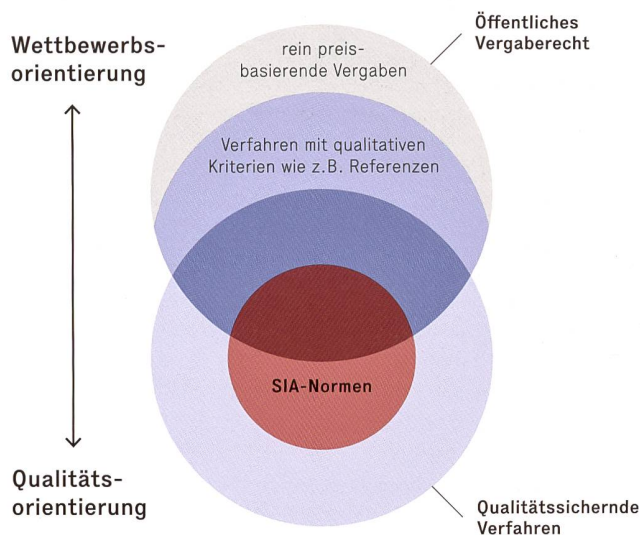 Wettbewerbs-
orientierung
Öffentliches
Vergaberecht
rein preis-
basierende Vergaben
Verfahren mit qualitativen
Kriterien wie z.B. Referenzen
SIA-Normen
Qualitäts-
orientierung
Qualitätssichernde
Verfahren